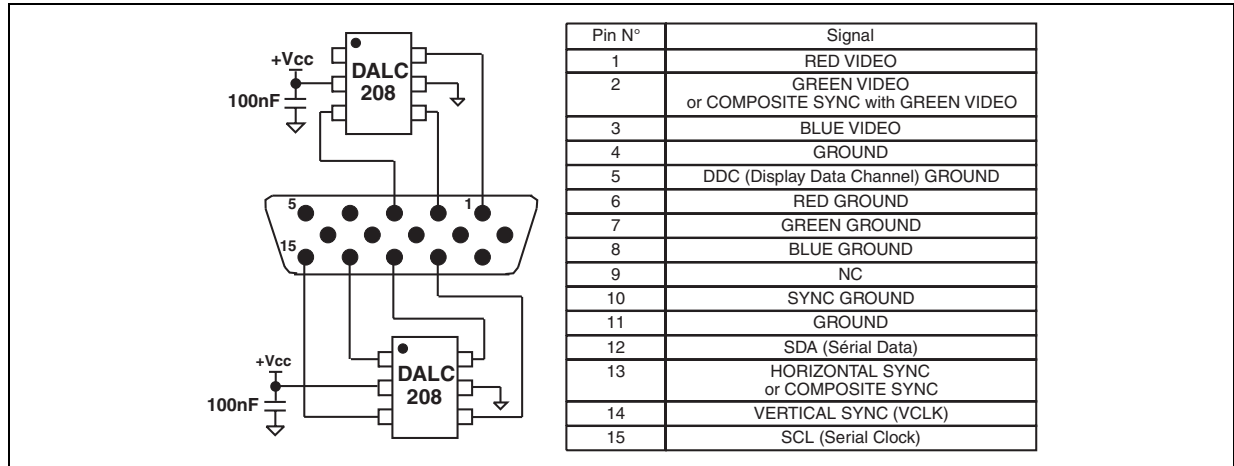 +Vcc
DALC
208
100nF
5
1
15
+Vcc
DALC
208
100nF
Pin N° Signal
1 RED VIDEO
2 GREEN VIDEO
or COMPOSITE SYNC with GREEN VIDEO
3 BLUE VIDEO
4 GROUND
5 DDC (Display Data Channel) GROUND
6 RED GROUND
7 GREEN GROUND
8 BLUE GROUND
9 NC
10 SYNC GROUND
11 GROUND
12 SDA (Sérial Data)
13 HORIZONTAL SYNC
or COMPOSITE SYNC
14 VERTICAL SYNC (VCLK)
15 SCL (Serial Clock)